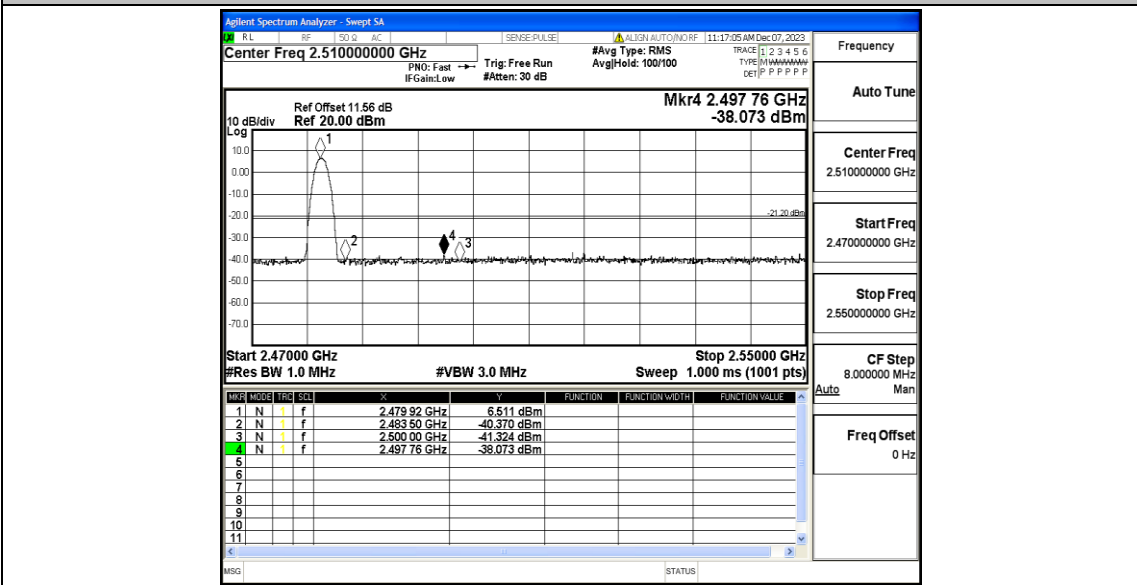 Agilent Spectrum Analyzer - Swept SA
RL RF 50 Ω AC SENSE:PULSE ALIGN AUTO/NO RF 11:17:05 AM Dec 07, 2023
Center Freq 2.510000000 GHz
PNO: Fast
IFGain:Low
Trig: Free Run
#Atten: 30 dB
#Avg Type: RMS
Avg|Hold: 100/100
TRACE 1 2 3 4 5 6
TYPE M
DET P P P P P P
Ref Offset 11.56 dB
10 dB/div Ref 20.00 dBm
Log
Mkr4 2.497 76 GHz
-38.073 dBm
10.0
0.00
-10.0
-20.0
-30.0
-40.0
-50.0
-60.0
-70.0
1
2
4
3
-21.20 dBm
Start 2.47000 GHz Stop 2.55000 GHz
#Res BW 1.0 MHz #VBW 3.0 MHz Sweep 1.000 ms (1001 pts)
MKR MODE TRC SCL X Y FUNCTION FUNCTION WIDTH FUNCTION VALUE
1 N 1 f 2.479 92 GHz 6.511 dBm
2 N 1 f 2.483 50 GHz -40.370 dBm
3 N 1 f 2.500 00 GHz -41.324 dBm
4 N 1 f 2.497 76 GHz -38.073 dBm
5
6
7
8
9
10
11
MSG STATUS
Frequency
Auto Tune
Center Freq
2.510000000 GHz
Start Freq
2.470000000 GHz
Stop Freq
2.550000000 GHz
CF Step
8.000000 MHz
Auto Man
Freq Offset
0 Hz